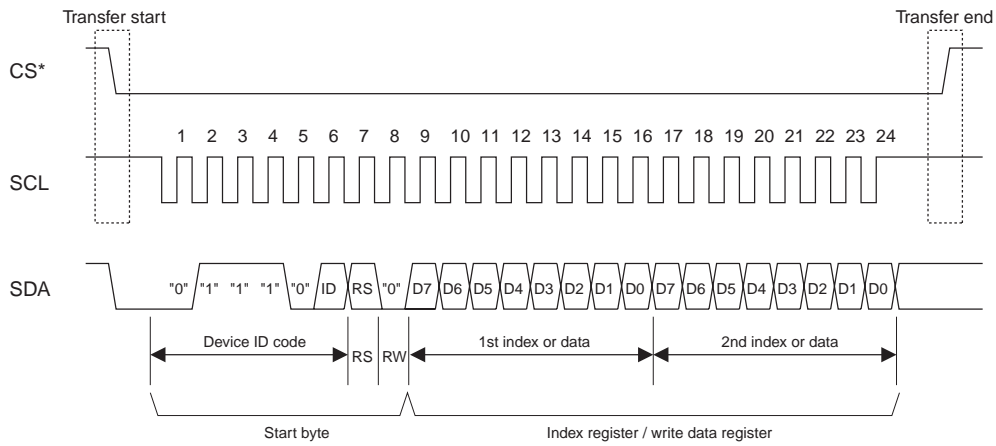 Transfer start Transfer end
CS*
1 2 3 4 5 6 7 8 9 10 11 12 13 14 15 16 17 18 19 20 21 22 23 24
SCL
SDA "0" "1" "1" "1" "0" ID RS "0" D7 D6 D5 D4 D3 D2 D1 D0 D7 D6 D5 D4 D3 D2 D1 D0
Device ID code RS RW 1st index or data 2nd index or data
Start byte Index register / write data register